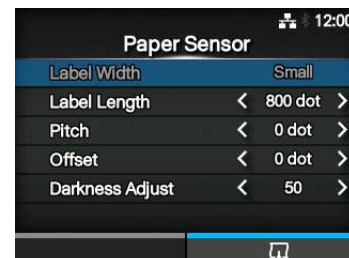 12:00
Paper Sensor
Label Width Small
Label Length < 800 dot >
Pitch < 0 dot >
Offset < 0 dot >
Darkness Adjust < 50 >